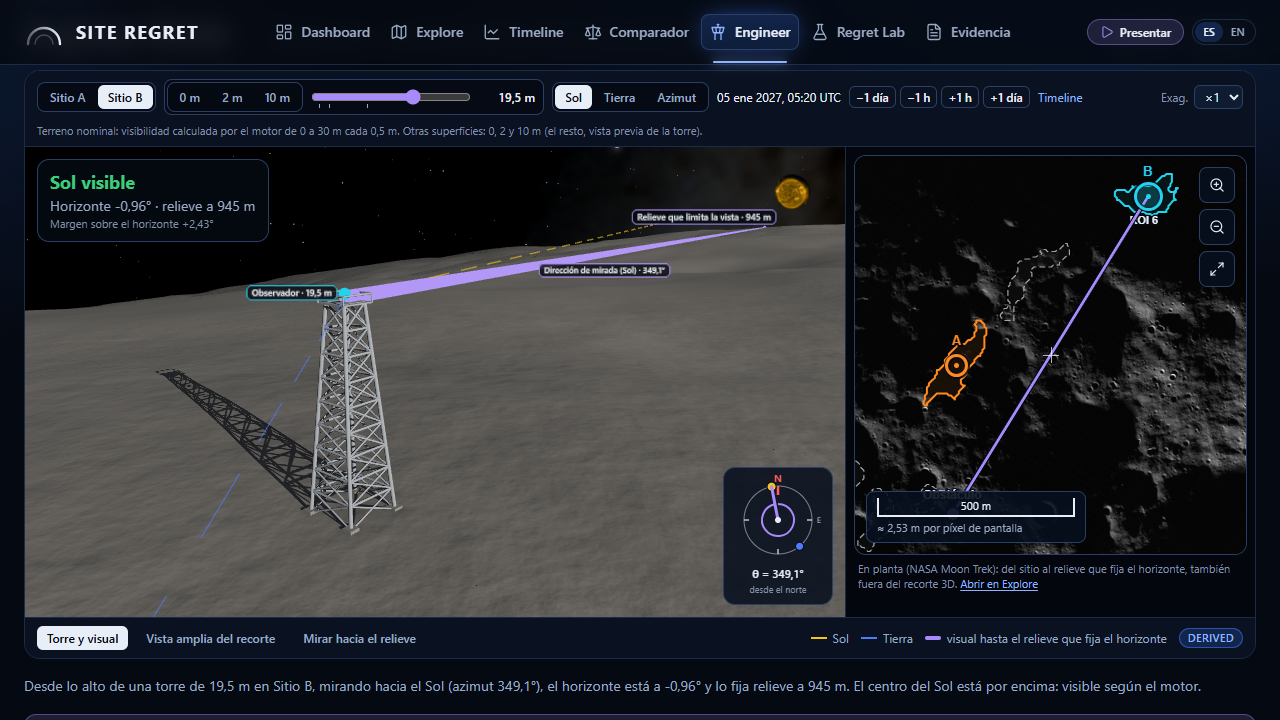 SITE REGRET
Dashboard
Explore
Timeline
Comparador
Engineer
Regret Lab
Evidencia
Presentar
ES
EN
Sitio A
Sitio B
0 m
2 m
10 m
19,5 m
Sol
Tierra
Azimut
05 ene 2027, 05:20 UTC
−1 día
−1 h
+1 h
+1 día
Timeline
Exag.
×1
Terreno nominal: visibilidad calculada por el motor de 0 a 30 m cada 0,5 m. Otras superficies: 0, 2 y 10 m (el resto, vista previa de la torre).
Sol visible
Horizonte -0,96° · relieve a 945 m
Margen sobre el horizonte +2,43°
Relieve que limita la vista · 945 m
Dirección de mirada (Sol) · 349,1°
Observador · 19,5 m
N
E
θ = 349,1°
desde el norte
B
ROI 6
A
Obstáculo
500 m
≈ 2,53 m por píxel de pantalla
En planta (NASA Moon Trek): del sitio al relieve que fija el horizonte, también
fuera del recorte 3D. Abrir en Explore
Torre y visual
Vista amplia del recorte
Mirar hacia el relieve
Sol
Tierra
visual hasta el relieve que fija el horizonte
DERIVED
Desde lo alto de una torre de 19,5 m en Sitio B, mirando hacia el Sol (azimut 349,1°), el horizonte está a -0,96° y lo fija relieve a 945 m. El centro del Sol está por encima: visible según el motor.